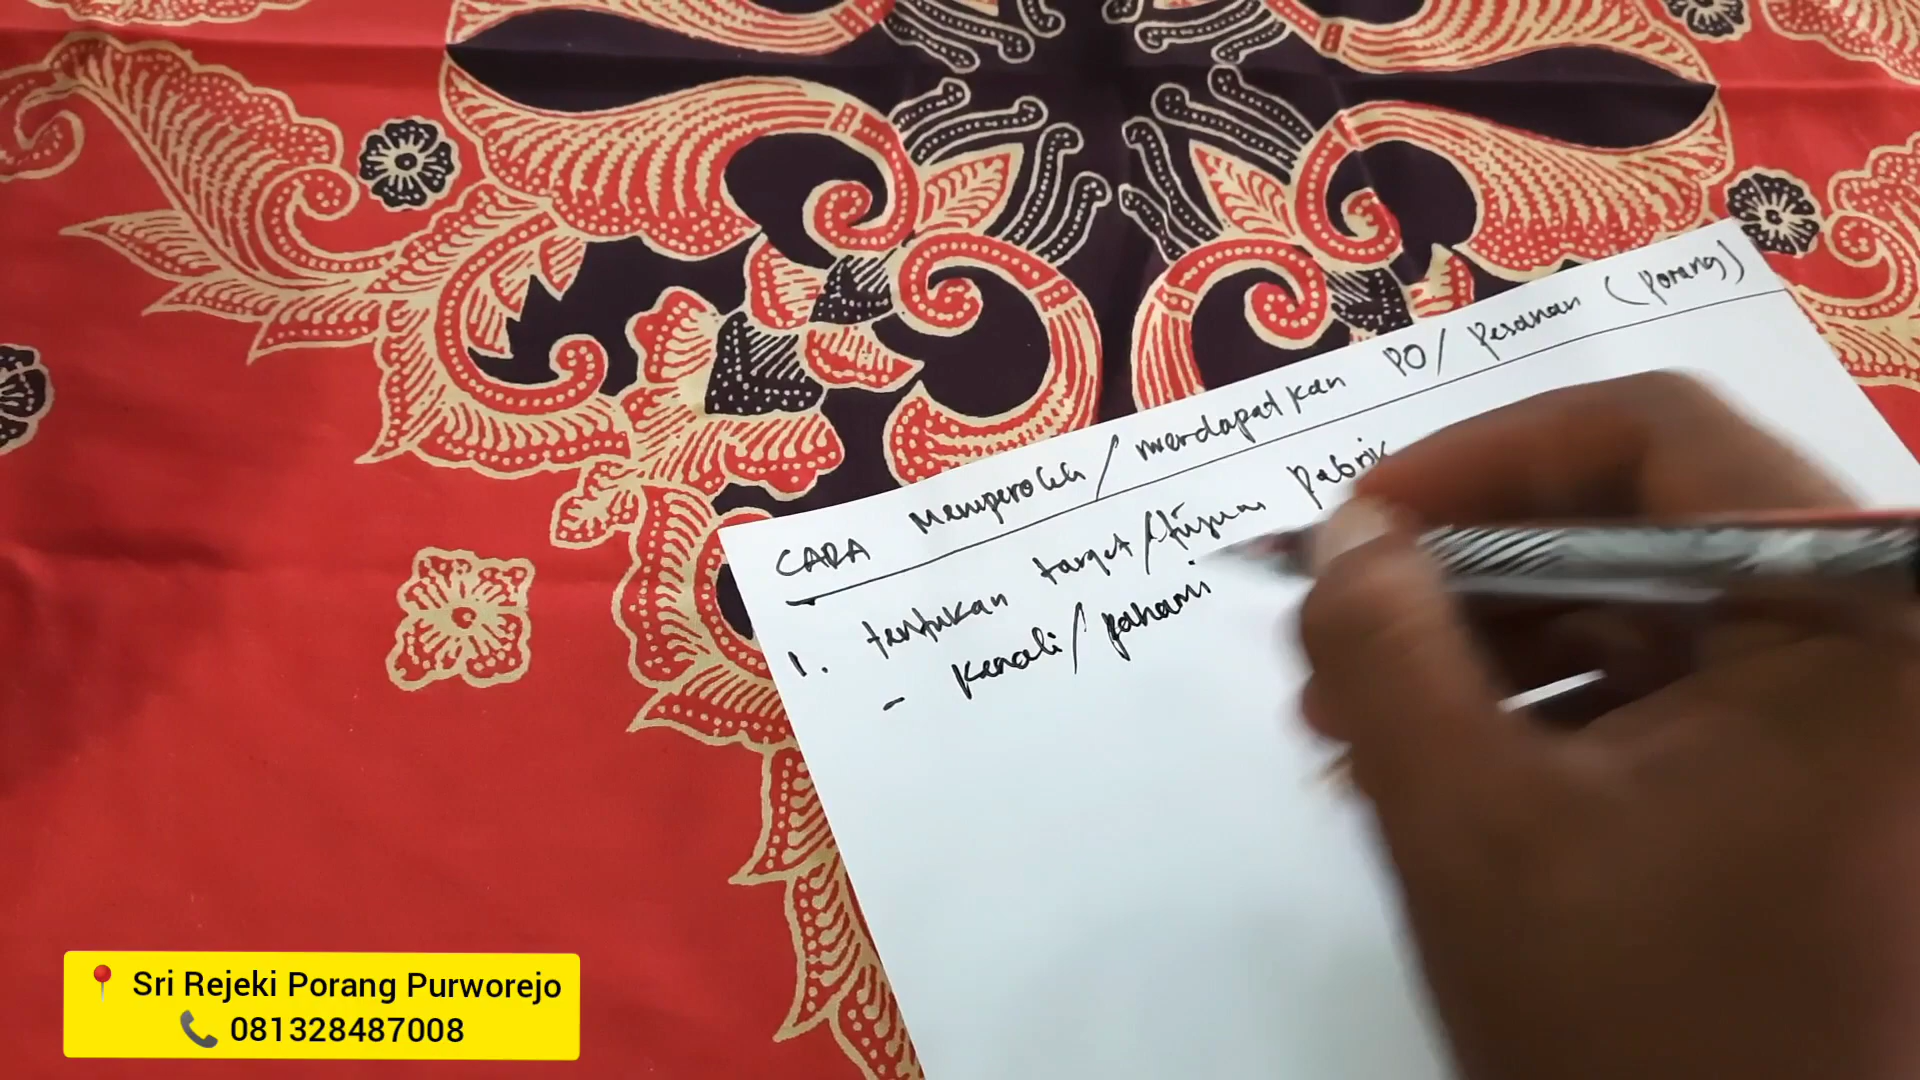 CARA Memperoleh/mendapatkan PO/Pesanan (Porang)
1. tentukan target/tujuan Pabrik
- Kenali/pahami
📍 Sri Rejeki Porang Purworejo
📞 081328487008